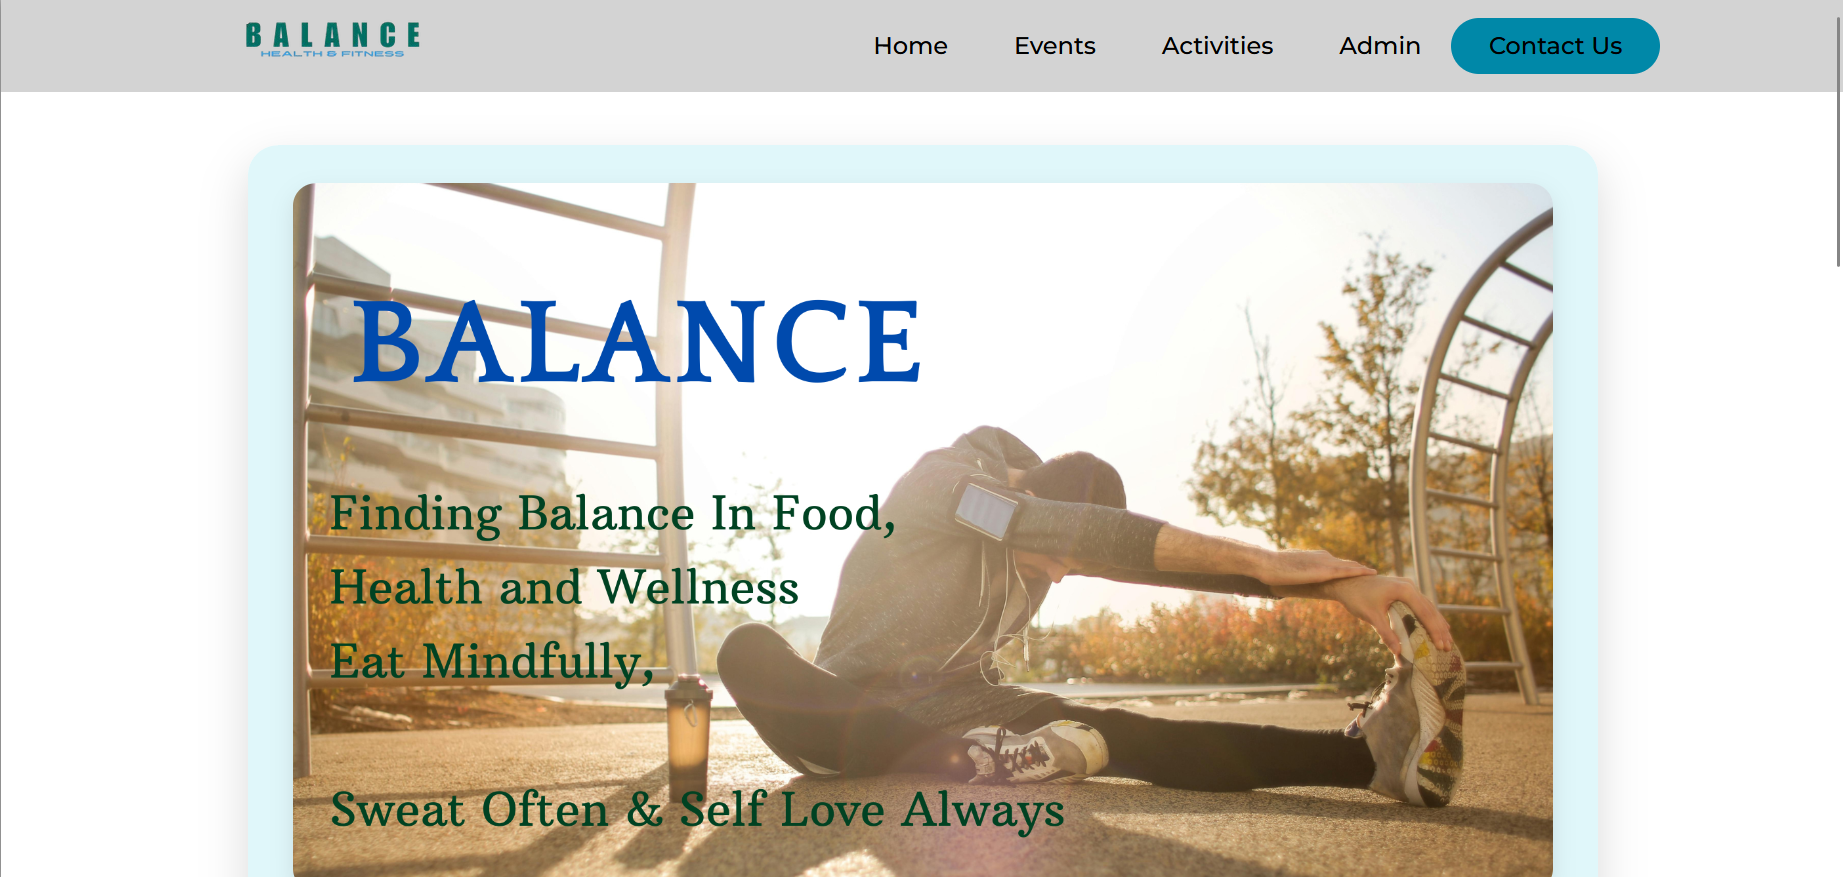 BALANCE
HEALTH & FITNESS
Home
Events
Activities
Admin
Contact Us
BALANCE
Finding Balance In Food,
Health and Wellness
Eat Mindfully,
Sweat Often & Self Love Always